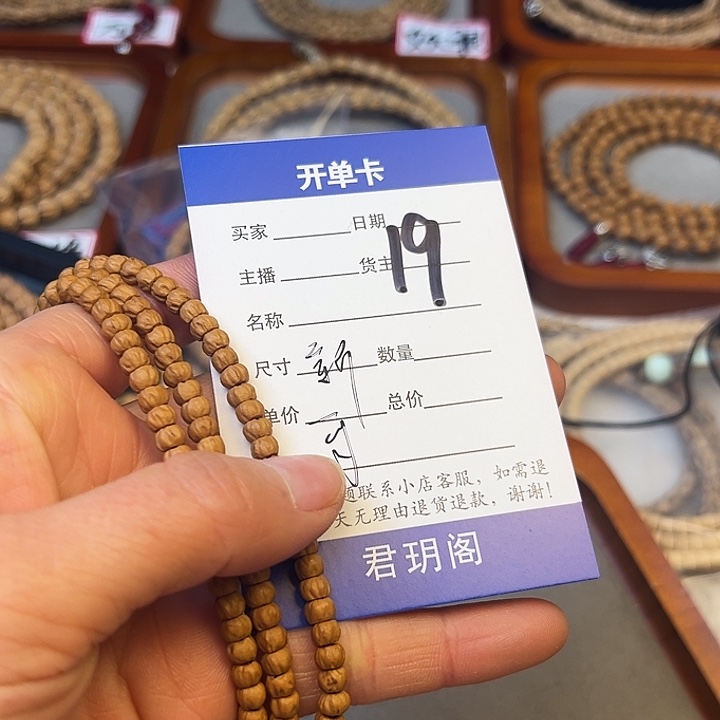 开单卡
买家 日期
19
主播 货主
名称
尺寸 数量
单价 总价
题联系小店客服，如需退
天无理由退货退款，谢谢！
君玥阁